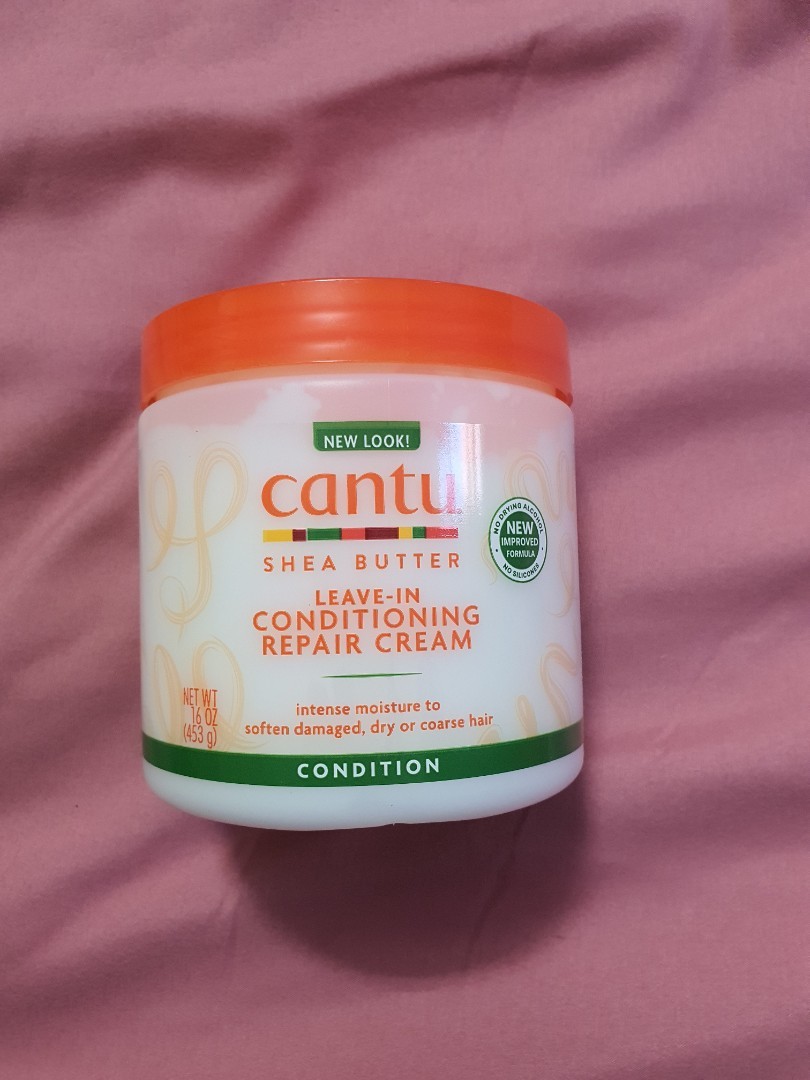 NEW LOOK!
cantu
SHEA BUTTER
LEAVE-IN
CONDITIONING
REPAIR CREAM
NO DRYING ALCOHOL
NEW
IMPROVED
FORMULA
NO SILICONES
intense moisture to
soften damaged, dry or coarse hair
NET WT
16 OZ
(453 g)
CONDITION